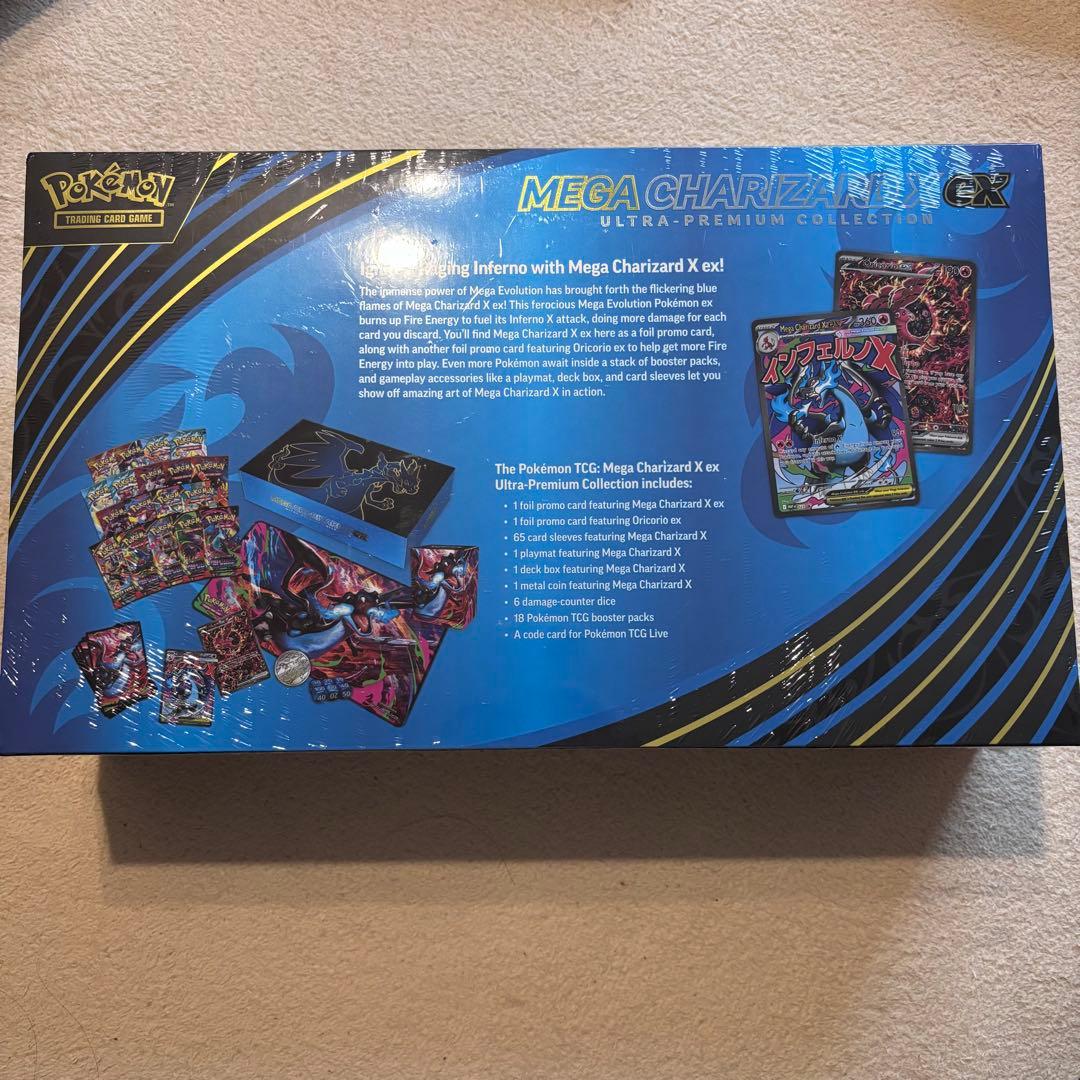 POKéMON
TRADING CARD GAME
MEGA CHARIZARD X ex
ULTRA-PREMIUM COLLECTION
Inferno with Mega Charizard X ex!
The immense power of Mega Evolution has brought forth the flickering blue
flames of Mega Charizard X ex! This ferocious Mega Evolution Pokémon ex
burns up Fire Energy to fuel its Inferno X attack, doing more damage for each
card you discard. You'll find Mega Charizard X ex here as a foil promo card,
along with another foil promo card featuring Oricorio ex to help get more Fire
Energy into play. Even more Pokémon await inside a stack of booster packs,
and gameplay accessories like a playmat, deck box, and card sleeves let you
show off amazing art of Mega Charizard X in action.
The Pokémon TCG: Mega Charizard X ex
Ultra-Premium Collection includes:
• 1 foil promo card featuring Mega Charizard X ex
• 1 foil promo card featuring Oricorio ex
• 65 card sleeves featuring Mega Charizard X
• 1 playmat featuring Mega Charizard X
• 1 deck box featuring Mega Charizard X
• 1 metal coin featuring Mega Charizard X
• 6 damage-counter dice
• 18 Pokémon TCG booster packs
• A code card for Pokémon TCG Live
Mega Charizard X ex
360
インフェルノX
Inferno X